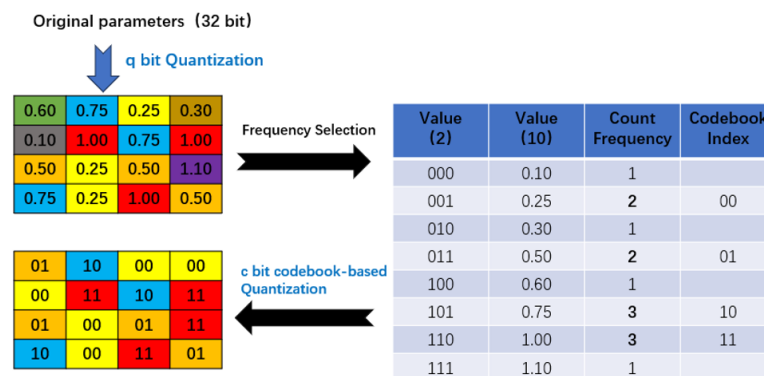 Original parameters (32 bit)
q bit Quantization
0.60 0.75 0.25 0.30
0.10 1.00 0.75 1.00
0.50 0.25 0.50 1.10
0.75 0.25 1.00 0.50
Frequency Selection
Value (2) Value (10) Count Frequency Codebook Index
000 0.10 1
001 0.25 2 00
010 0.30 1
011 0.50 2 01
100 0.60 1
101 0.75 3 10
110 1.00 3 11
111 1.10 1
c bit codebook-based
Quantization
01 10 00 00
00 11 10 11
01 00 01 11
10 00 11 01